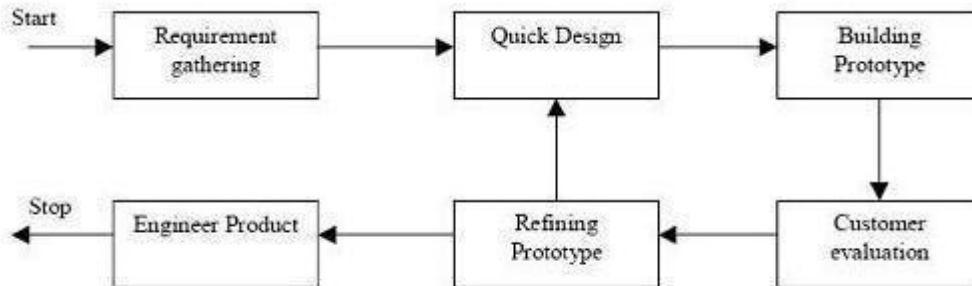 Start
Requirement
gathering
Quick Design
Building
Prototype
Stop
Engineer Product
Refining
Prototype
Customer
evaluation